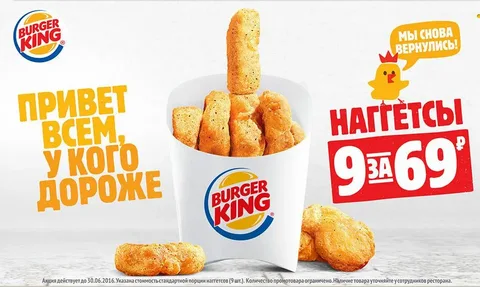 BURGER
KING
ПРИВЕТ
ВСЕМ,
У КОГО
ДОРОЖЕ
МЫ СНОВА
ВЕРНУЛИСЬ!
НАГГЕТСЫ
9 ЗА 69 ₽
BURGER
KING
Акция действует до 30.06.2016. Указана стоимость стандартной порции наггетсов (9 шт.). Количество промотовара ограничено. Наличие товара уточняйте у сотрудников ресторана.